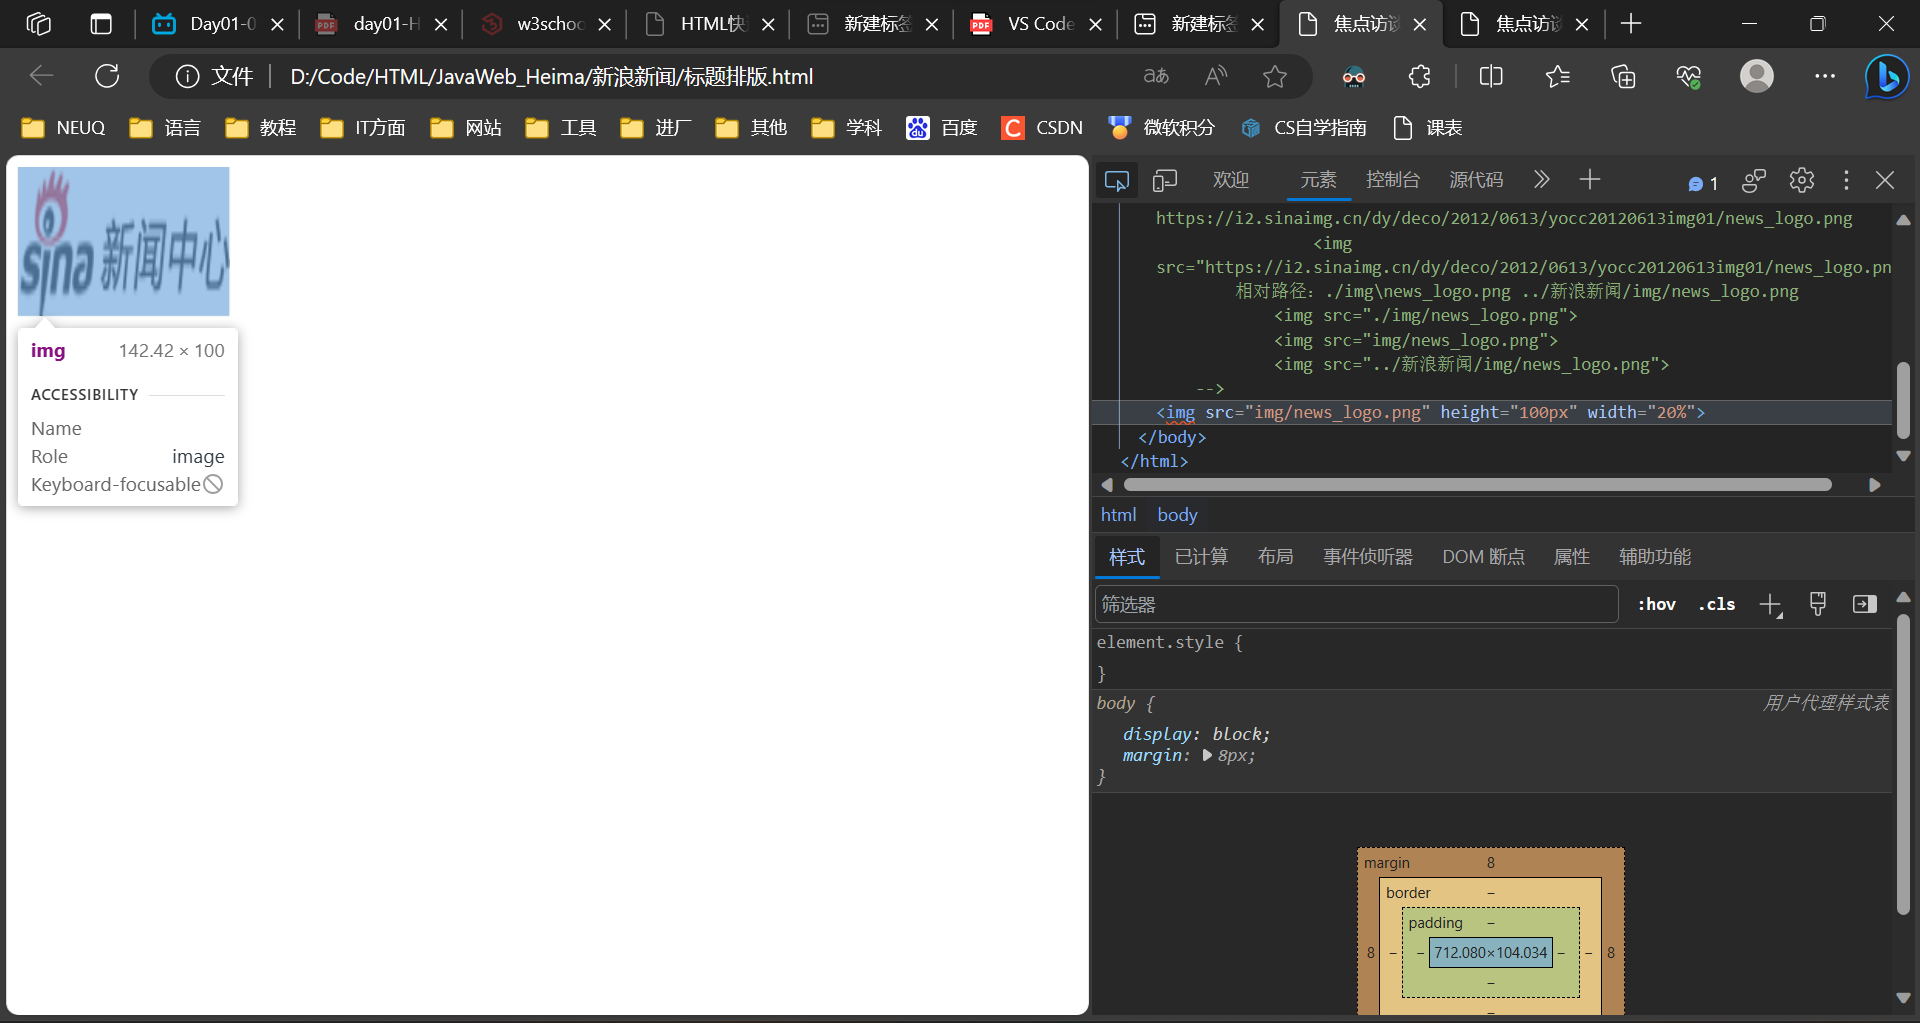 Day01-0
day01-H
w3schoo
HTML快
新建标签
VS Code
新建标签
焦点访谈
焦点访谈
文件
D:/Code/HTML/JavaWeb_Heima/新浪新闻/标题排版.html
NEUQ
语言
教程
IT方面
网站
工具
进厂
其他
学科
百度
CSDN
微软积分
CS自学指南
课表
sina 新闻中心
img 142.42 × 100
ACCESSIBILITY
Name
Role image
Keyboard-focusable
欢迎
元素
控制台
源代码
1
https://i2.sinaimg.cn/dy/deco/2012/0613/yocc20120613img01/news_logo.png
<img
src="https://i2.sinaimg.cn/dy/deco/2012/0613/yocc20120613img01/news_logo.pn
相对路径: ./img\news_logo.png ../新浪新闻/img/news_logo.png
<img src="./img/news_logo.png">
<img src="img/news_logo.png">
<img src="../新浪新闻/img/news_logo.png">
-->
<img src="img/news_logo.png" height="100px" width="20%">
</body>
</html>
html body
样式
已计算
布局
事件侦听器
DOM 断点
属性
辅助功能
筛选器
:hov .cls
element.style {
}
body {
用户代理样式表
display: block;
margin: 8px;
}
margin 8
border –
padding –
8 – – 712.080×104.034 – – 8
–
–